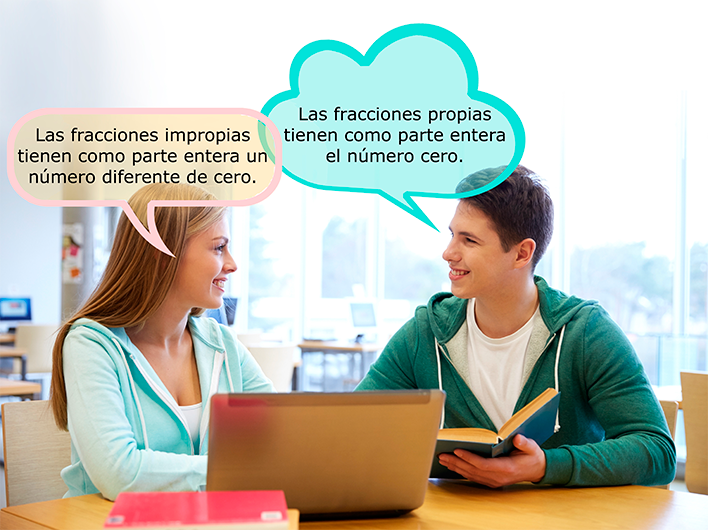 Las fracciones impropias
tienen como parte entera un
número diferente de cero.
Las fracciones propias
tienen como parte entera
el número cero.